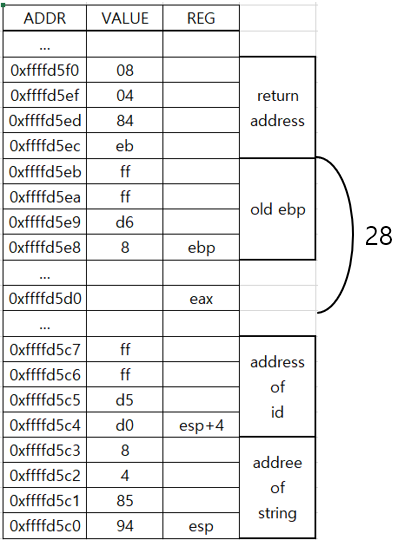 ADDR VALUE REG
...
0xffffd5f0 08
0xffffd5ef 04
0xffffd5ed 84
0xffffd5ec eb
return
address
0xffffd5eb ff
0xffffd5ea ff
0xffffd5e9 d6
0xffffd5e8 8 ebp
old ebp
...
0xffffd5d0 eax
...
28
0xffffd5c7 ff
0xffffd5c6 ff
0xffffd5c5 d5
0xffffd5c4 d0 esp+4
address
of
id
0xffffd5c3 8
0xffffd5c2 4
0xffffd5c1 85
0xffffd5c0 94 esp
addree
of
string